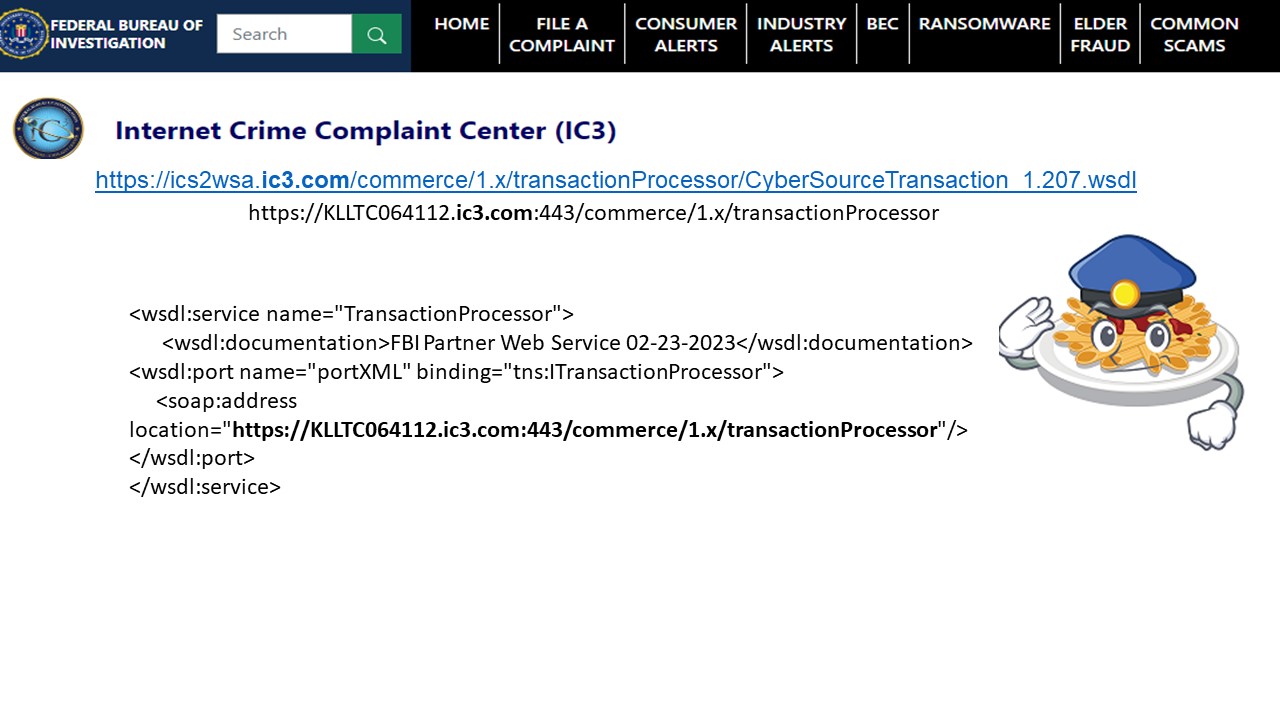 FEDERAL BUREAU OF
INVESTIGATION
Search
HOME
FILE A
COMPLAINT
CONSUMER
ALERTS
INDUSTRY
ALERTS
BEC
RANSOMWARE
ELDER
FRAUD
COMMON
SCAMS
IC3
Internet Crime Complaint Center (IC3)
https://ics2wsa.ic3.com/commerce/1.x/transactionProcessor/CyberSourceTransaction_1.207.wsdl
https://KLLTC064112.ic3.com:443/commerce/1.x/transactionProcessor
<wsdl:service name="TransactionProcessor">
<wsdl:documentation>FBI Partner Web Service 02-23-2023</wsdl:documentation>
<wsdl:port name="portXML" binding="tns:ITransactionProcessor">
<soap:address
location="https://KLLTC064112.ic3.com:443/commerce/1.x/transactionProcessor"/>
</wsdl:port>
</wsdl:service>